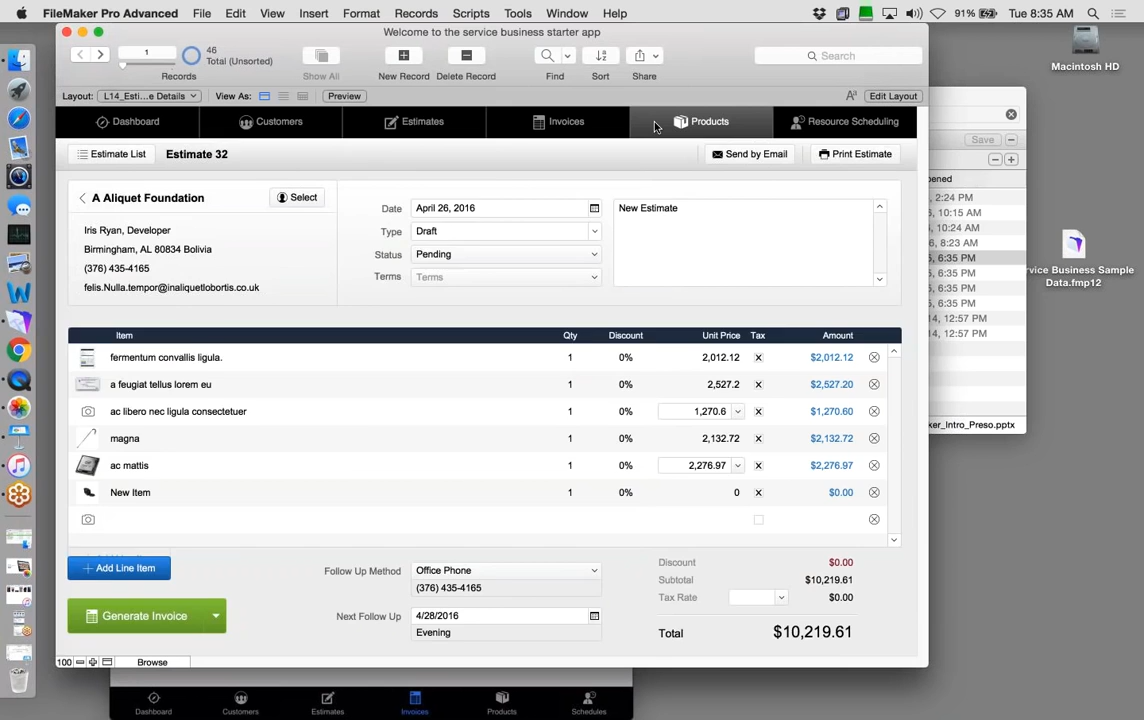 FileMaker Pro Advanced File Edit View Insert Format Records Scripts Tools Window Help 91% Tue 8:35 AM
Welcome to the service business starter app
1 46 Total (Unsorted) Search
Records Show All New Record Delete Record Find Sort Share
Layout: L14_Esti...e Details View As: Preview Aa Edit Layout
Dashboard Customers Estimates Invoices Products Resource Scheduling
Estimate List Estimate 32 Send by Email Print Estimate
A Aliquet Foundation Select
Iris Ryan, Developer
Birmingham, AL 80834 Bolivia
(376) 435-4165
felis.Nulla.tempor@inaliquetlobortis.co.uk
Date April 26, 2016
Type Draft
Status Pending
Terms Terms
New Estimate
Item Qty Discount Unit Price Tax Amount
fermentum convallis ligula. 1 0% 2,012.12 $2,012.12
a feugiat tellus lorem eu 1 0% 2,527.2 $2,527.20
ac libero nec ligula consectetuer 1 0% 1,270.6 $1,270.60
magna 1 0% 2,132.72 $2,132.72
ac mattis 1 0% 2,276.97 $2,276.97
New Item 1 0% 0 $0.00
Add Line Item
Generate Invoice
Follow Up Method Office Phone
(376) 435-4165
Next Follow Up 4/28/2016
Evening
Discount $0.00
Subtotal $10,219.61
Tax Rate $0.00
Total $10,219.61
100 Browse
Dashboard Customers Estimates Invoices Products Schedules
Macintosh HD
Save
pened
, 2:24 PM
5, 10:15 AM
, 10:24 AM
6, 8:23 AM
5, 6:35 PM
5, 6:35 PM
5, 6:35 PM
5, 6:35 PM
14, 12:57 PM
14, 12:57 PM
ker_Intro_Preso.pptx
rvice Business Sample
Data.fmp12